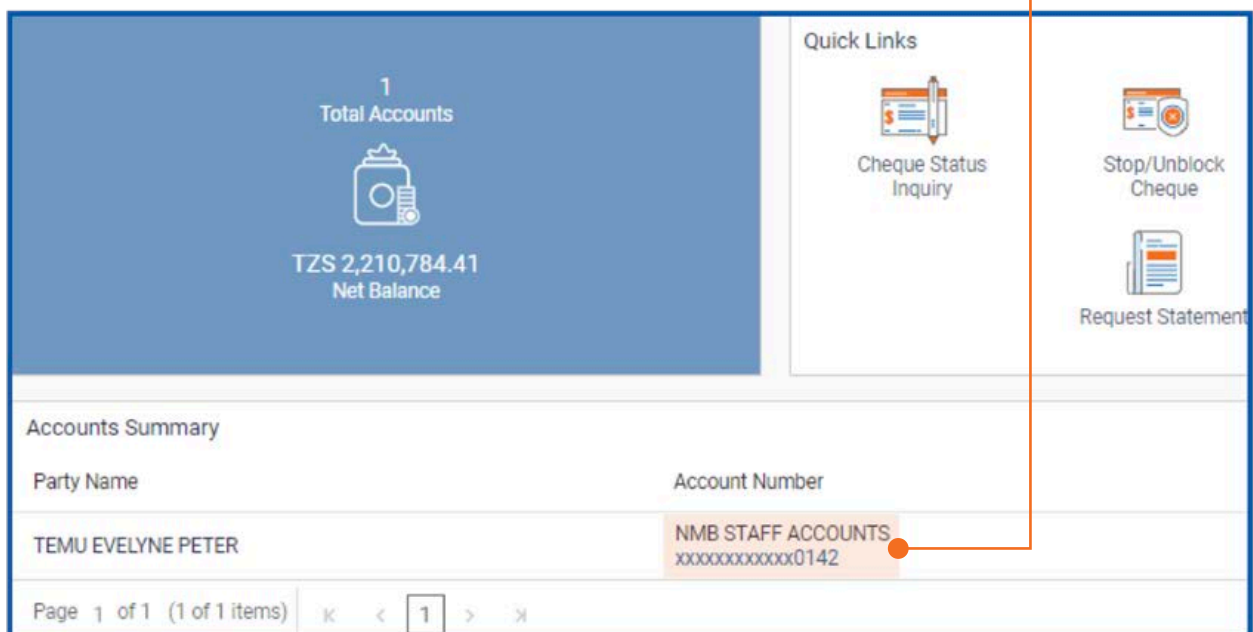 1
Total Accounts
TZS 2,210,784.41
Net Balance
Quick Links
Cheque Status
Inquiry
Stop/Unblock
Cheque
Request Statement
Accounts Summary
Party Name
Account Number
TEMU EVELYNE PETER
NMB STAFF ACCOUNTS
xxxxxxxxxxxx0142
Page 1 of 1 (1 of 1 items) K < 1 > K